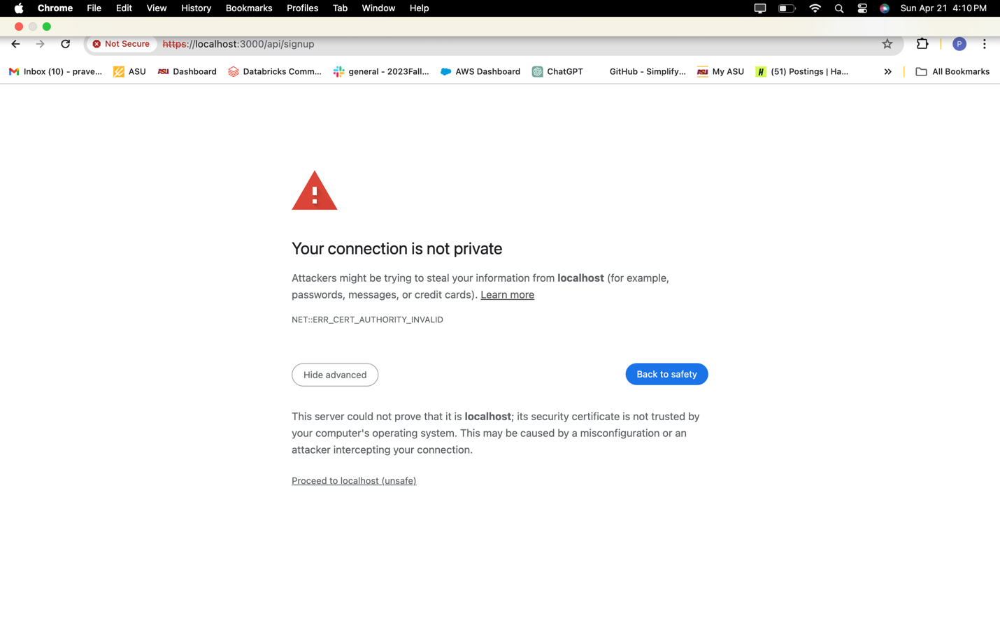 Chrome File Edit View History Bookmarks Profiles Tab Window Help Sun Apr 21 4:10 PM
Not Secure https://localhost:3000/api/signup P
Inbox (10) - prave... ASU ASU Dashboard Databricks Comm... general - 2023Fall... AWS Dashboard ChatGPT GitHub - Simplify... ASU My ASU H (51) Postings | Ha... » All Bookmarks
!
Your connection is not private
Attackers might be trying to steal your information from localhost (for example,
passwords, messages, or credit cards). Learn more
NET::ERR_CERT_AUTHORITY_INVALID
Hide advanced Back to safety
This server could not prove that it is localhost; its security certificate is not trusted by
your computer's operating system. This may be caused by a misconfiguration or an
attacker intercepting your connection.
Proceed to localhost (unsafe)